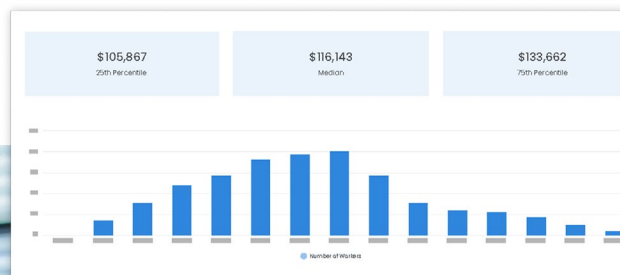 $105,867
25th Percentile
$116,143
Median
$133,662
75th Percentile
Number of Workers